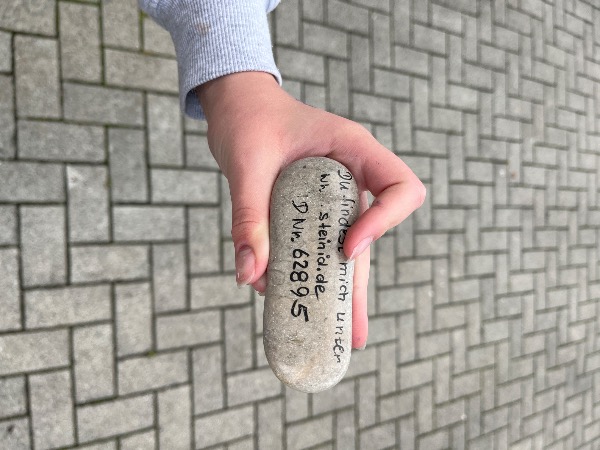 Du findest mich unter
steinid.de
D Nr. 62895